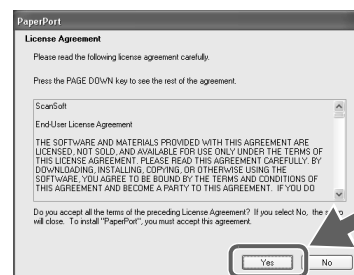 PaperPort
License Agreement
Please read the following license agreement carefully.
Press the PAGE DOWN key to see the rest of the agreement.
ScanSoft
End-User License Agreement
THE SOFTWARE AND MATERIALS PROVIDED WITH THIS AGREEMENT ARE
LICENSED, NOT SOLD, AND AVAILABLE FOR USE ONLY UNDER THE TERMS OF
THIS LICENSE AGREEMENT. PLEASE READ THIS AGREEMENT CAREFULLY. BY
DOWNLOADING, INSTALLING, COPYING, OR OTHERWISE USING THE
SOFTWARE, YOU AGREE TO BE BOUND BY THE TERMS AND CONDITIONS OF
THIS AGREEMENT AND BECOME A PARTY TO THIS AGREEMENT. IF YOU DO
Do you accept all the terms of the preceding License Agreement? If you select No, the
will close. To install "PaperPort", you must accept this agreement.
Yes
No